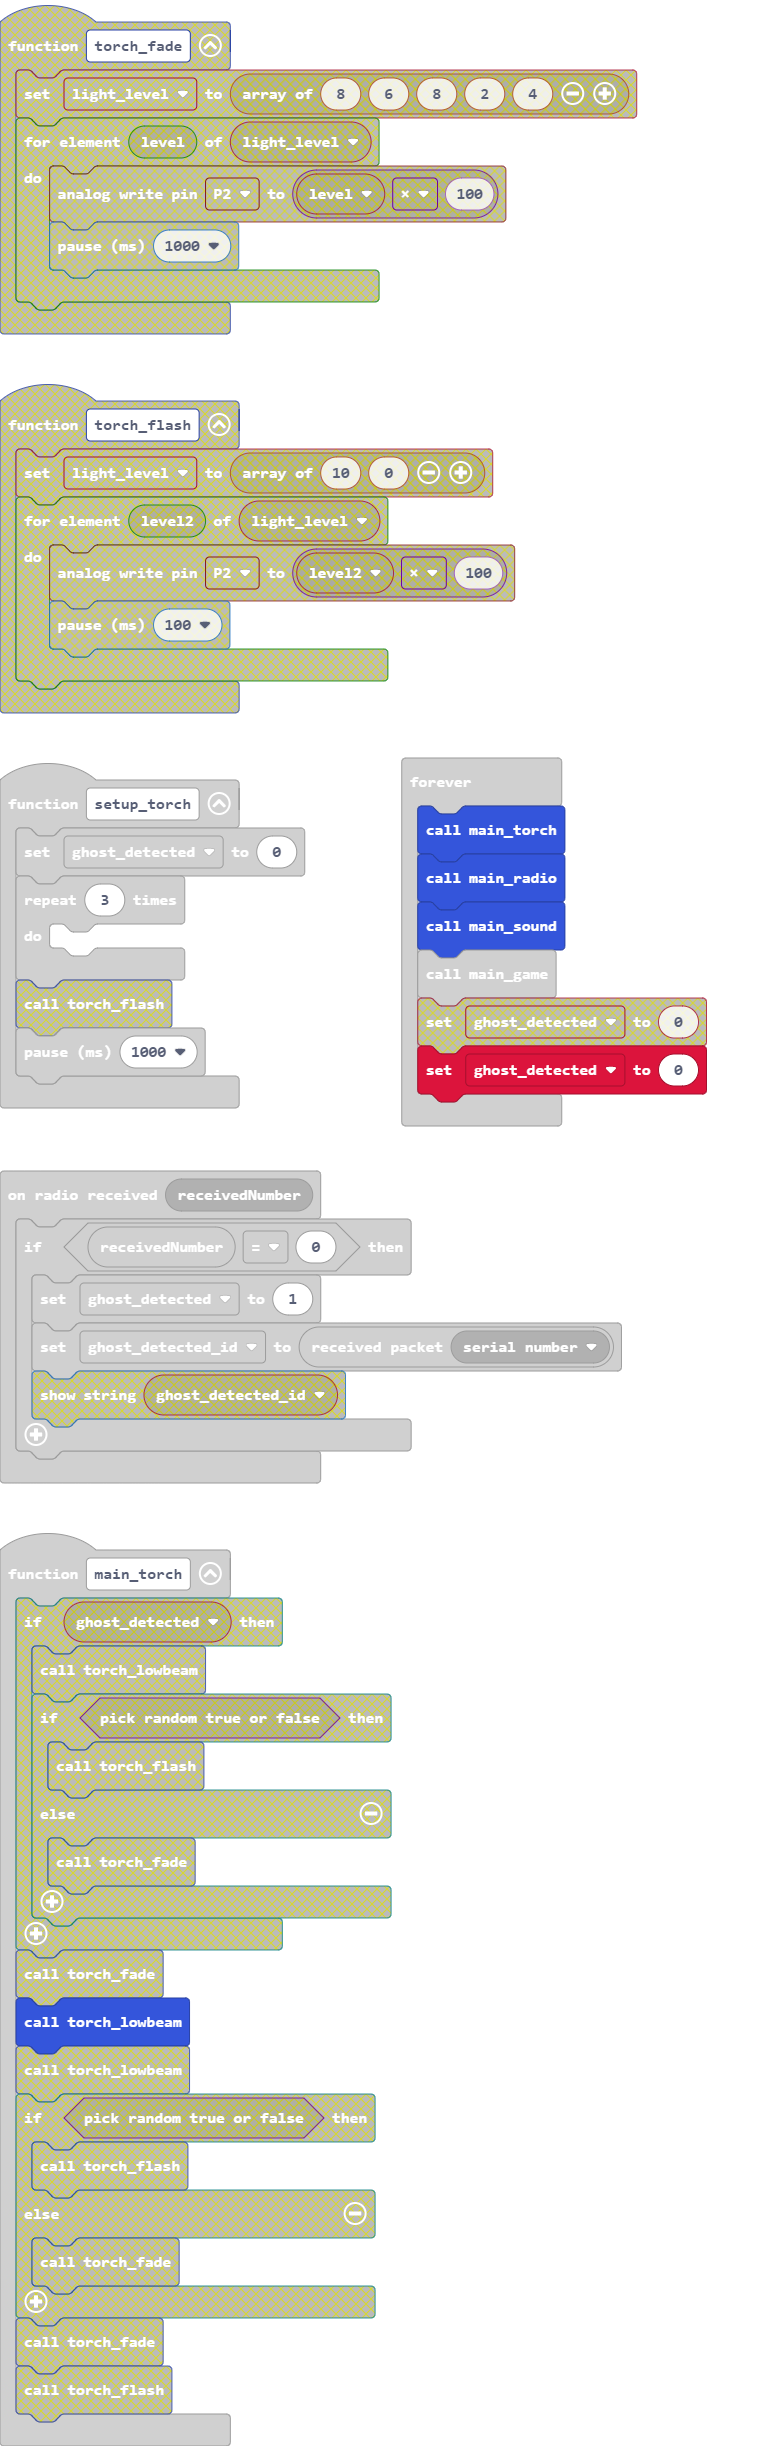 function torch_fade
set light_level to array of 8 6 8 2 4
for element level of light_level
do
analog write pin P2 to level × 100
pause (ms) 1000
function torch_flash
set light_level to array of 10 0
for element level2 of light_level
do
analog write pin P2 to level2 × 100
pause (ms) 100
function setup_torch
set ghost_detected to 0
repeat 3 times
do
call torch_flash
pause (ms) 1000
forever
call main_torch
call main_radio
call main_sound
call main_game
set ghost_detected to 0
set ghost_detected to 0
on radio received receivedNumber
if receivedNumber = 0 then
set ghost_detected to 1
set ghost_detected_id to received packet serial number
show string ghost_detected_id
function main_torch
if ghost_detected then
call torch_lowbeam
if pick random true or false then
call torch_flash
else
call torch_fade
call torch_fade
call torch_lowbeam
call torch_lowbeam
if pick random true or false then
call torch_flash
else
call torch_fade
call torch_fade
call torch_flash